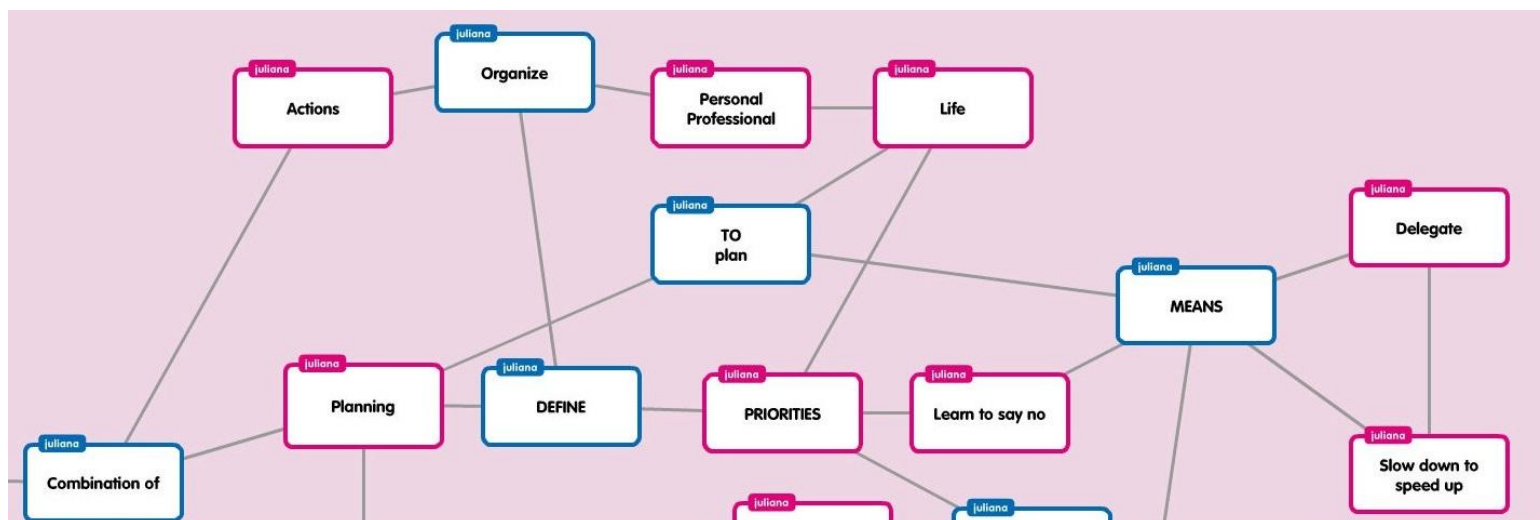 juliana
Organize
juliana
Actions
juliana
Personal
Professional
juliana
Life
juliana
TO
plan
juliana
Delegate
juliana
MEANS
juliana
Planning
juliana
DEFINE
juliana
PRIORITIES
juliana
Learn to say no
juliana
Combination of
juliana
Slow down to
speed up
juliana
juliana